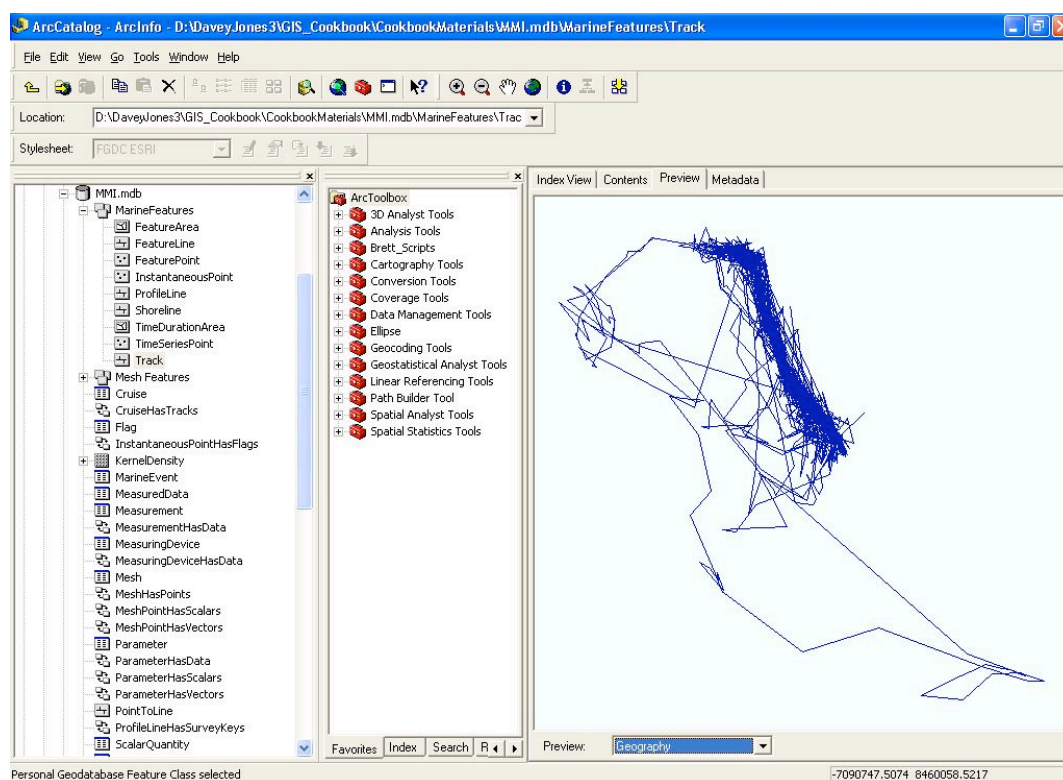 ArcCatalog - ArcInfo - D:\DaveyJones3\GIS_Cookbook\CookbookMaterials\MMI.mdb\MarineFeatures\Track
File Edit View Go Tools Window Help
Location: D:\DaveyJones3\GIS_Cookbook\CookbookMaterials\MMI.mdb\MarineFeatures\Trac
Stylesheet: FGDC ESRI
MMI.mdb
MarineFeatures
FeatureArea
FeatureLine
FeaturePoint
InstantaneousPoint
ProfileLine
Shoreline
TimeDurationArea
TimeSeriesPoint
Track
Mesh Features
Cruise
CruiseHasTracks
Flag
InstantaneousPointHasFlags
KernelDensity
MarineEvent
MeasuredData
Measurement
MeasurementHasData
MeasuringDevice
MeasuringDeviceHasData
Mesh
MeshHasPoints
MeshPointHasScalars
MeshPointHasVectors
Parameter
ParameterHasData
ParameterHasScalars
ParameterHasVectors
PointToLine
ProfileLineHasSurveyKeys
ScalarQuantity
ArcToolbox
3D Analyst Tools
Analysis Tools
Brett_Scripts
Cartography Tools
Conversion Tools
Coverage Tools
Data Management Tools
Ellipse
Geocoding Tools
Geostatistical Analyst Tools
Linear Referencing Tools
Path Builder Tool
Spatial Analyst Tools
Spatial Statistics Tools
Favorites Index Search R
Index View Contents Preview Metadata
Preview: Geography
Personal Geodatabase Feature Class selected
-7090747.5074 8460058.5217